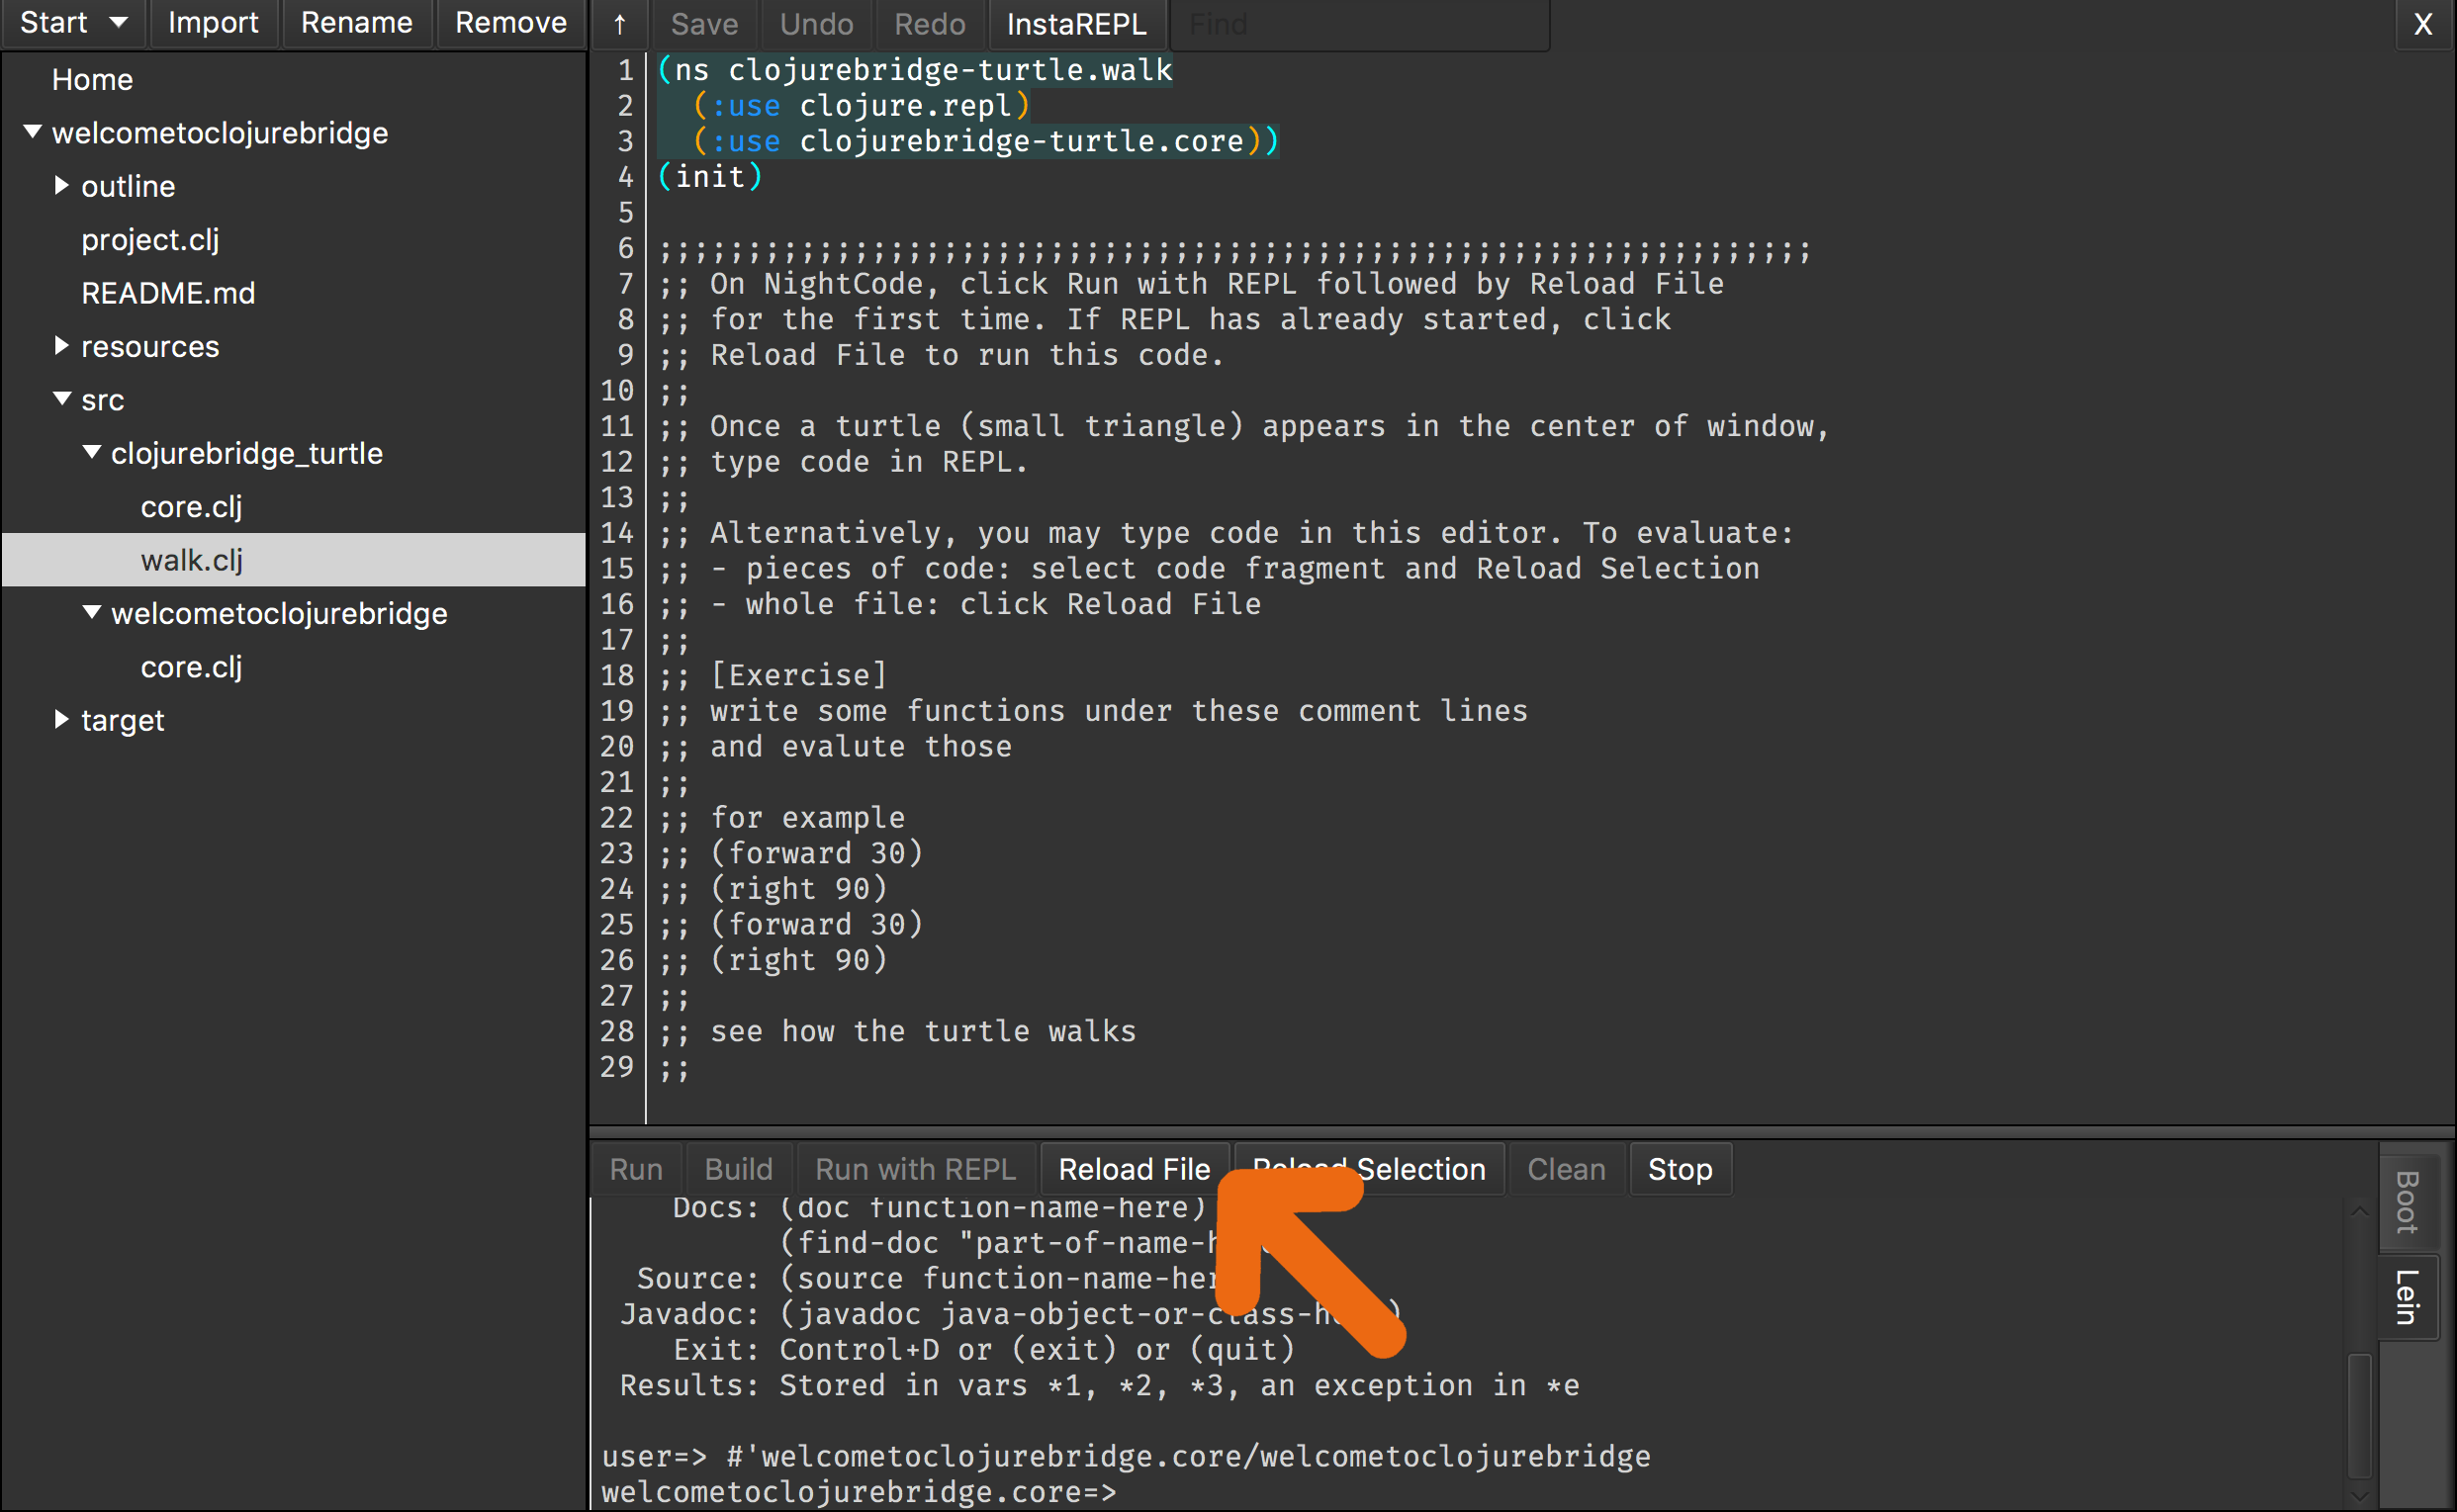 Start Import Rename Remove ↑ Save Undo Redo InstaREPL Find X
Home
welcometoclojurebridge
outline
project.clj
README.md
resources
src
clojurebridge_turtle
core.clj
walk.clj
welcometoclojurebridge
core.clj
target
1 (ns clojurebridge-turtle.walk
2 (:use clojure.repl)
3 (:use clojurebridge-turtle.core))
4 (init)
5
6 ;;;;;;;;;;;;;;;;;;;;;;;;;;;;;;;;;;;;;;;;;;;;;;;;;;;;;;;;;;;;;;;;;
7 ;; On NightCode, click Run with REPL followed by Reload File
8 ;; for the first time. If REPL has already started, click
9 ;; Reload File to run this code.
10 ;;
11 ;; Once a turtle (small triangle) appears in the center of window,
12 ;; type code in REPL.
13 ;;
14 ;; Alternatively, you may type code in this editor. To evaluate:
15 ;; - pieces of code: select code fragment and Reload Selection
16 ;; - whole file: click Reload File
17 ;;
18 ;; [Exercise]
19 ;; write some functions under these comment lines
20 ;; and evalute those
21 ;;
22 ;; for example
23 ;; (forward 30)
24 ;; (right 90)
25 ;; (forward 30)
26 ;; (right 90)
27 ;;
28 ;; see how the turtle walks
29 ;;
Run Build Run with REPL Reload File Reload Selection Clean Stop
Docs: (doc function-name-here)
(find-doc "part-of-name-
Source: (source function-name-her
Javadoc: (javadoc java-object-or-class-h )
Exit: Control+D or (exit) or (quit)
Results: Stored in vars *1, *2, *3, an exception in *e
user=> #'welcometoclojurebridge.core/welcometoclojurebridge
welcometoclojurebridge.core=>
Boot
Lein